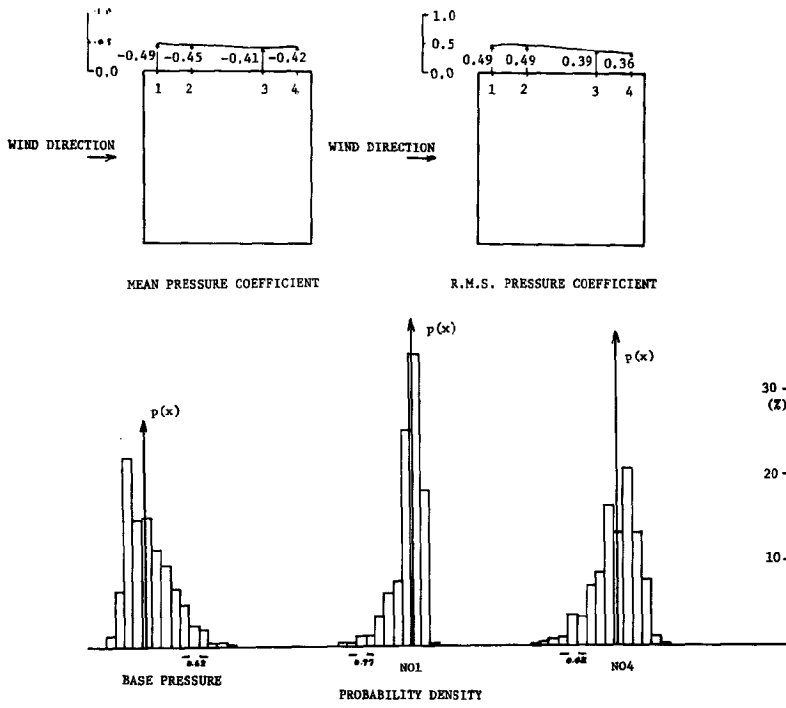 1.0
0.5
0.0
-0.49
-0.45
-0.41
-0.42
1
2
3
4
WIND DIRECTION
MEAN PRESSURE COEFFICIENT
1.0
0.5
0.0
0.49
0.49
0.39
0.36
1
2
3
4
WIND DIRECTION
R.M.S. PRESSURE COEFFICIENT
p(x)
p(x)
p(x)
30
(%)
20
10
0.77
NO1
NO4
BASE PRESSURE
PROBABILITY DENSITY